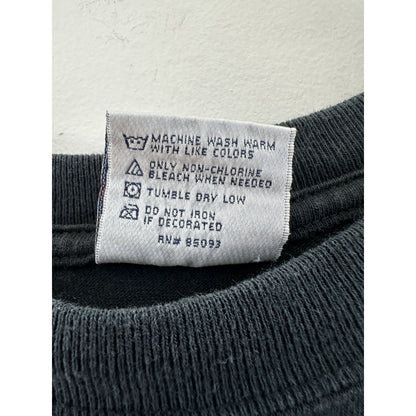 MACHINE WASH WARM
WITH LIKE COLORS
ONLY NON-CHLORINE
BLEACH WHEN NEEDED
TUMBLE DRY LOW
DO NOT IRON
IF DECORATED
RN# 85093